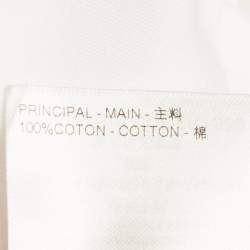 PRINCIPAL - MAIN - 主料
100%COTON - COTTON - 棉